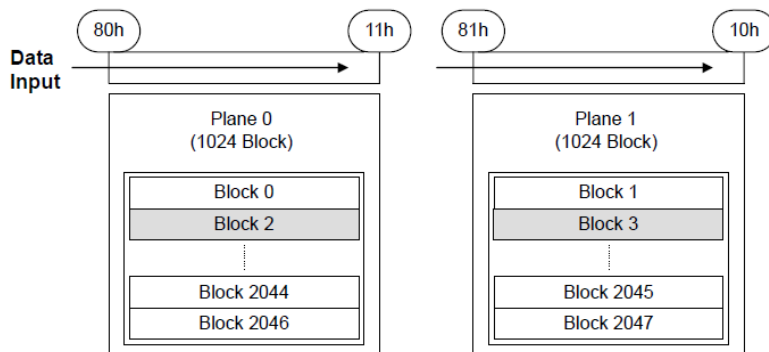 80h 11h 81h 10h
Data
Input
Plane 0
(1024 Block)
Plane 1
(1024 Block)
Block 0
Block 2
Block 2044
Block 2046
Block 1
Block 3
Block 2045
Block 2047